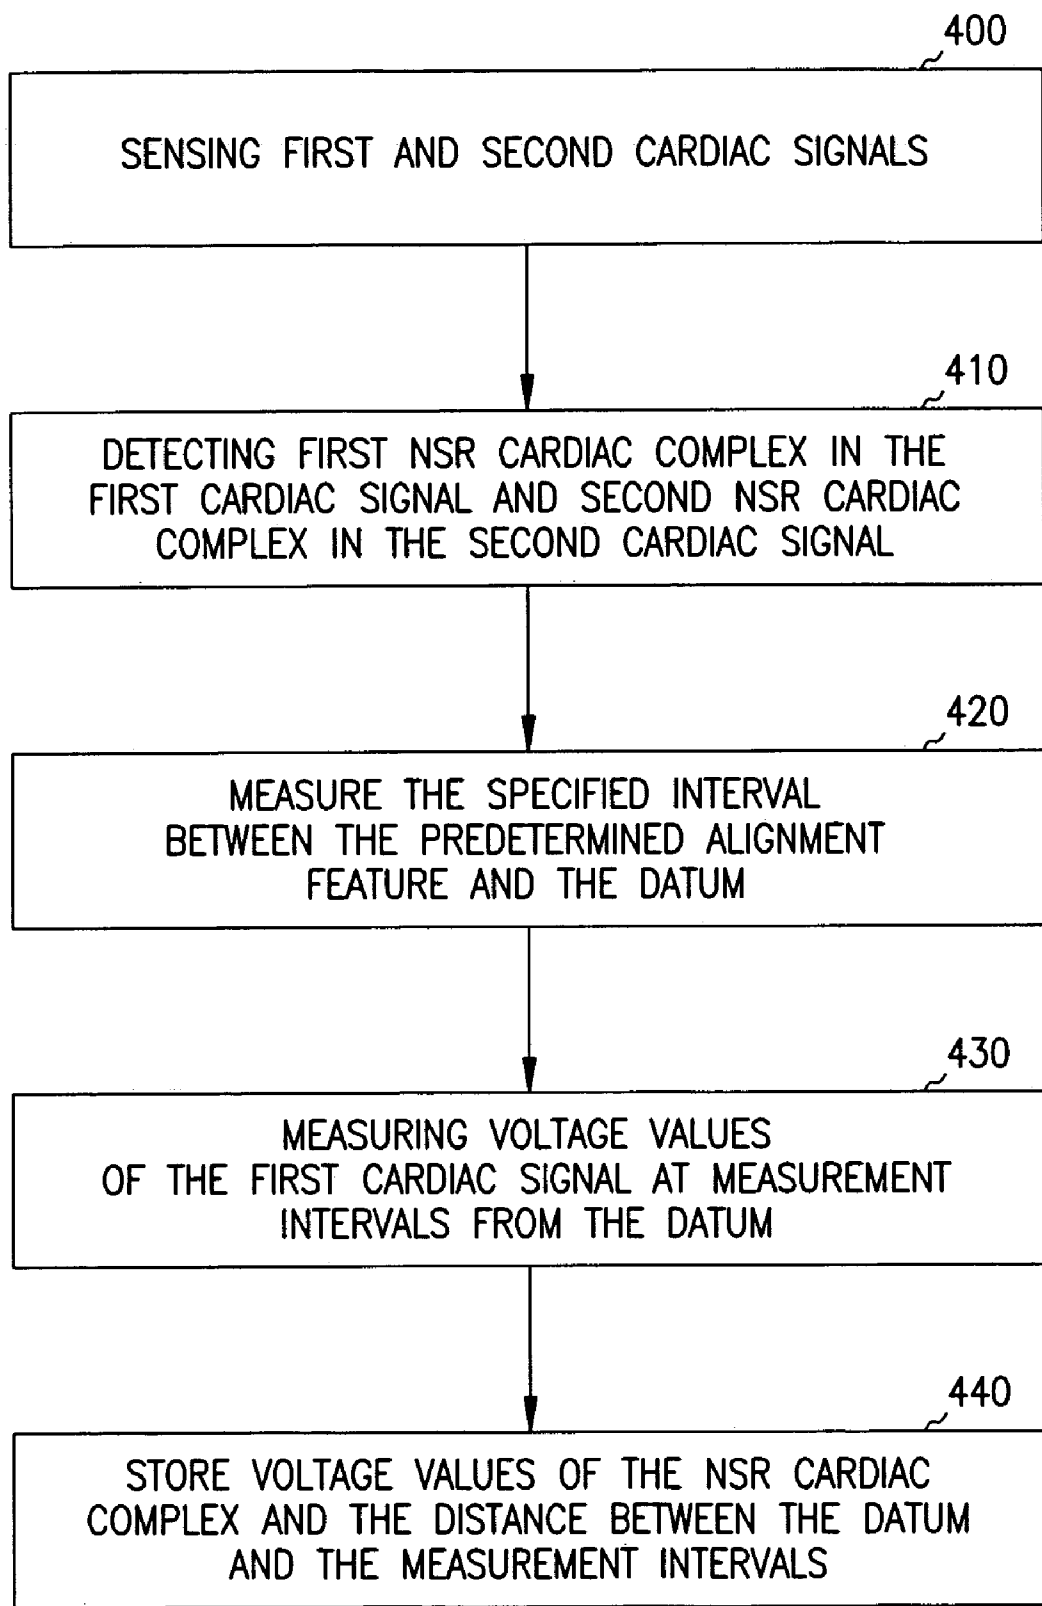 400
SENSING FIRST AND SECOND CARDIAC SIGNALS
410
DETECTING FIRST NSR CARDIAC COMPLEX IN THE
FIRST CARDIAC SIGNAL AND SECOND NSR CARDIAC
COMPLEX IN THE SECOND CARDIAC SIGNAL
420
MEASURE THE SPECIFIED INTERVAL
BETWEEN THE PREDETERMINED ALIGNMENT
FEATURE AND THE DATUM
430
MEASURING VOLTAGE VALUES
OF THE FIRST CARDIAC SIGNAL AT MEASUREMENT
INTERVALS FROM THE DATUM
440
STORE VOLTAGE VALUES OF THE NSR CARDIAC
COMPLEX AND THE DISTANCE BETWEEN THE DATUM
AND THE MEASUREMENT INTERVALS